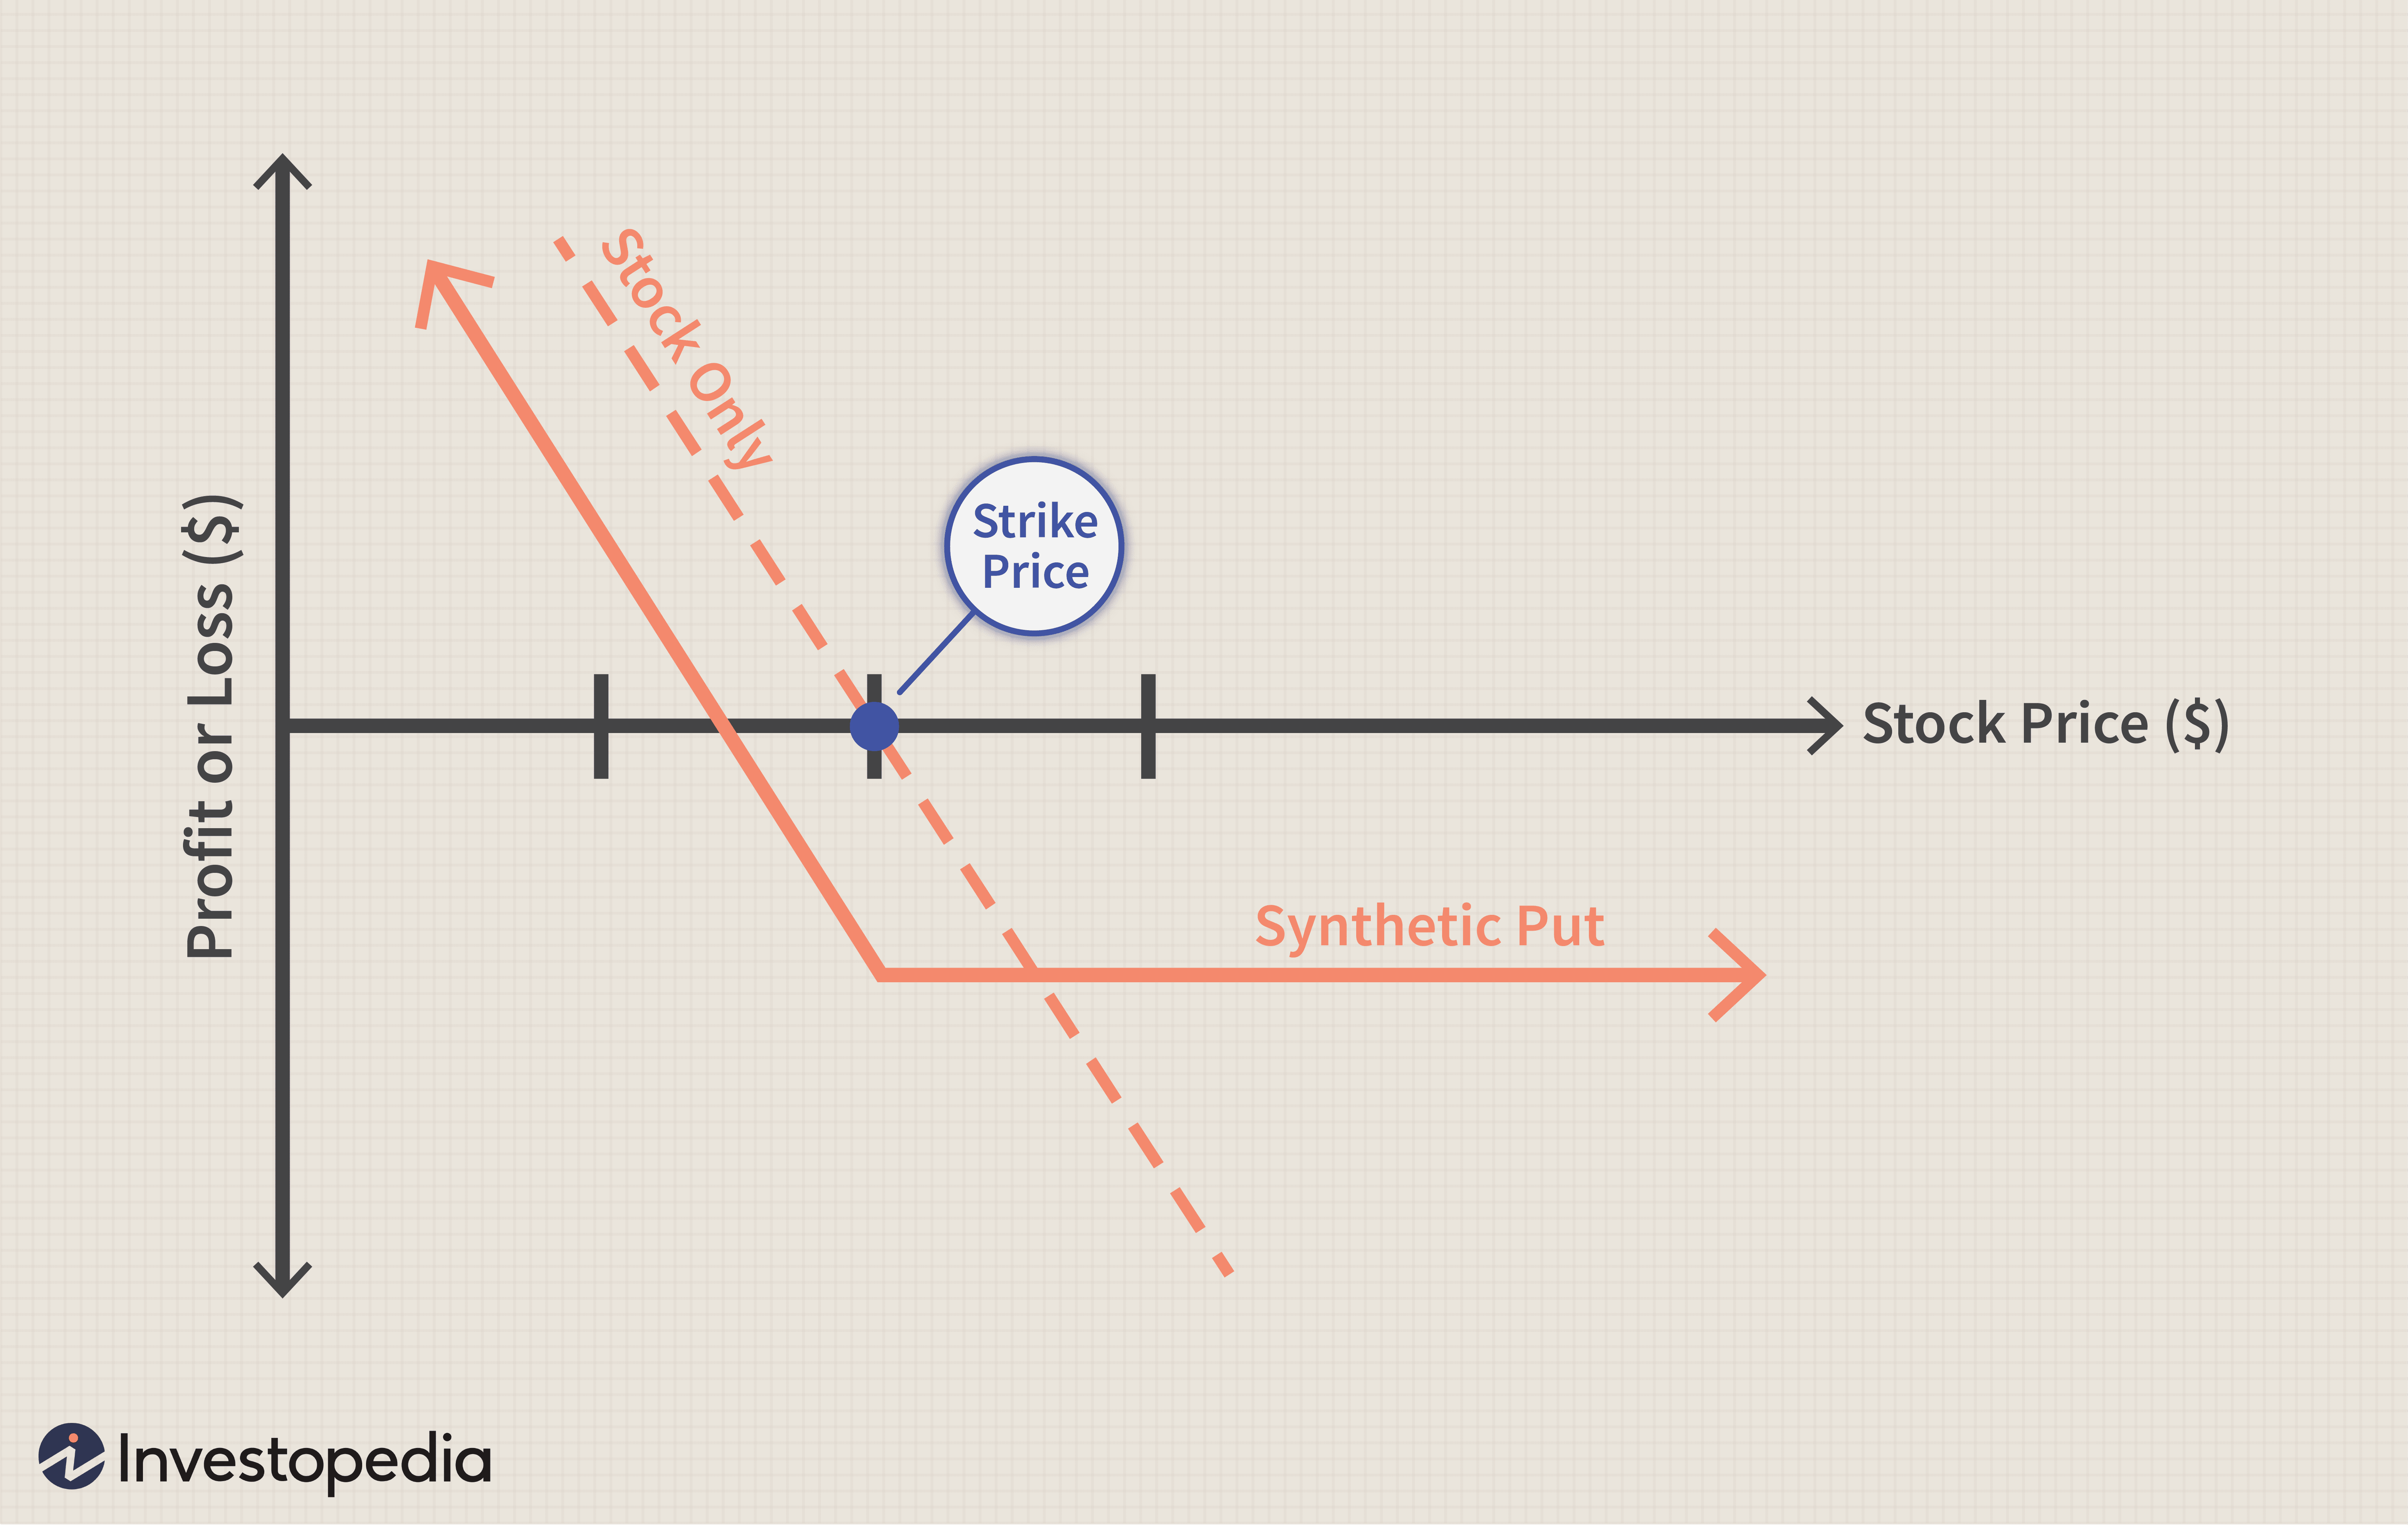 Stock Only
Strike
Price
Profit or Loss ($)
Stock Price ($)
Synthetic Put
Investopedia